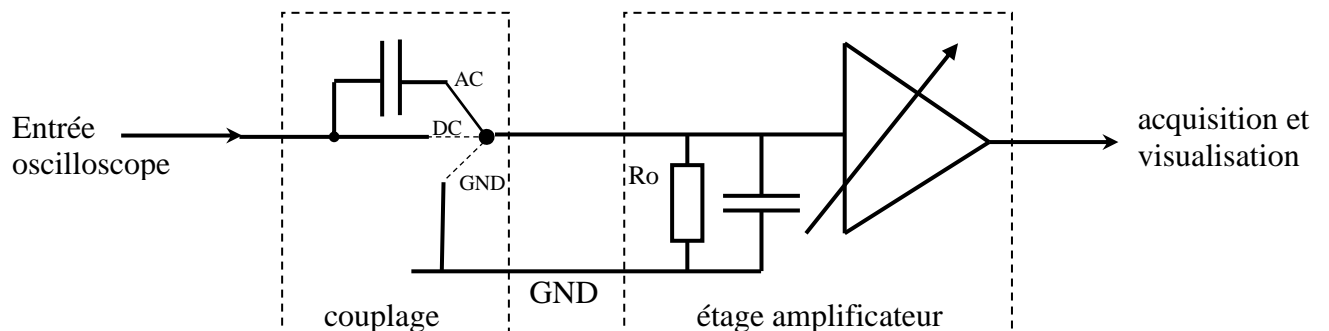 Entrée
oscilloscope
AC
DC
GND
couplage
GND
Ro
étage amplificateur
acquisition et
visualisation